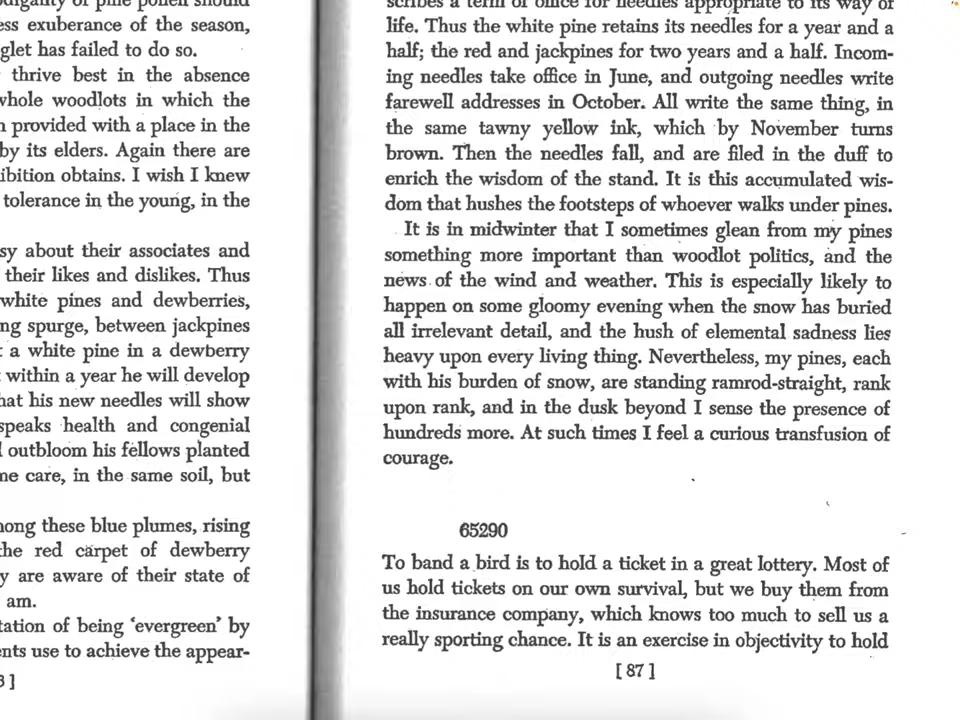 ess exuberance of the season,
glet has failed to do so.
thrive best in the absence
whole woodlots in which the
provided with a place in the
by its elders. Again there are
ibition obtains. I wish I knew
tolerance in the young, in the
sy about their associates and
their likes and dislikes. Thus
white pines and dewberries,
ng spurge, between jackpines
a white pine in a dewberry
within a year he will develop
hat his new needles will show
speaks health and congenial
outbloom his fellows planted
me care, in the same soil, but
mong these blue plumes, rising
the red carpet of dewberry
y are aware of their state of
am.
tation of being 'evergreen' by
ents use to achieve the appear-
3 ]
scribes a term of office for needles appropriate to its way of
life. Thus the white pine retains its needles for a year and a
half; the red and jackpines for two years and a half. Incom-
ing needles take office in June, and outgoing needles write
farewell addresses in October. All write the same thing, in
the same tawny yellow ink, which by November turns
brown. Then the needles fall, and are filed in the duff to
enrich the wisdom of the stand. It is this accumulated wis-
dom that hushes the footsteps of whoever walks under pines.
It is in midwinter that I sometimes glean from my pines
something more important than woodlot politics, and the
news of the wind and weather. This is especially likely to
happen on some gloomy evening when the snow has buried
all irrelevant detail, and the hush of elemental sadness lies
heavy upon every living thing. Nevertheless, my pines, each
with his burden of snow, are standing ramrod-straight, rank
upon rank, and in the dusk beyond I sense the presence of
hundreds more. At such times I feel a curious transfusion of
courage.
65290
To band a bird is to hold a ticket in a great lottery. Most of
us hold tickets on our own survival, but we buy them from
the insurance company, which knows too much to sell us a
really sporting chance. It is an exercise in objectivity to hold
[ 87 ]